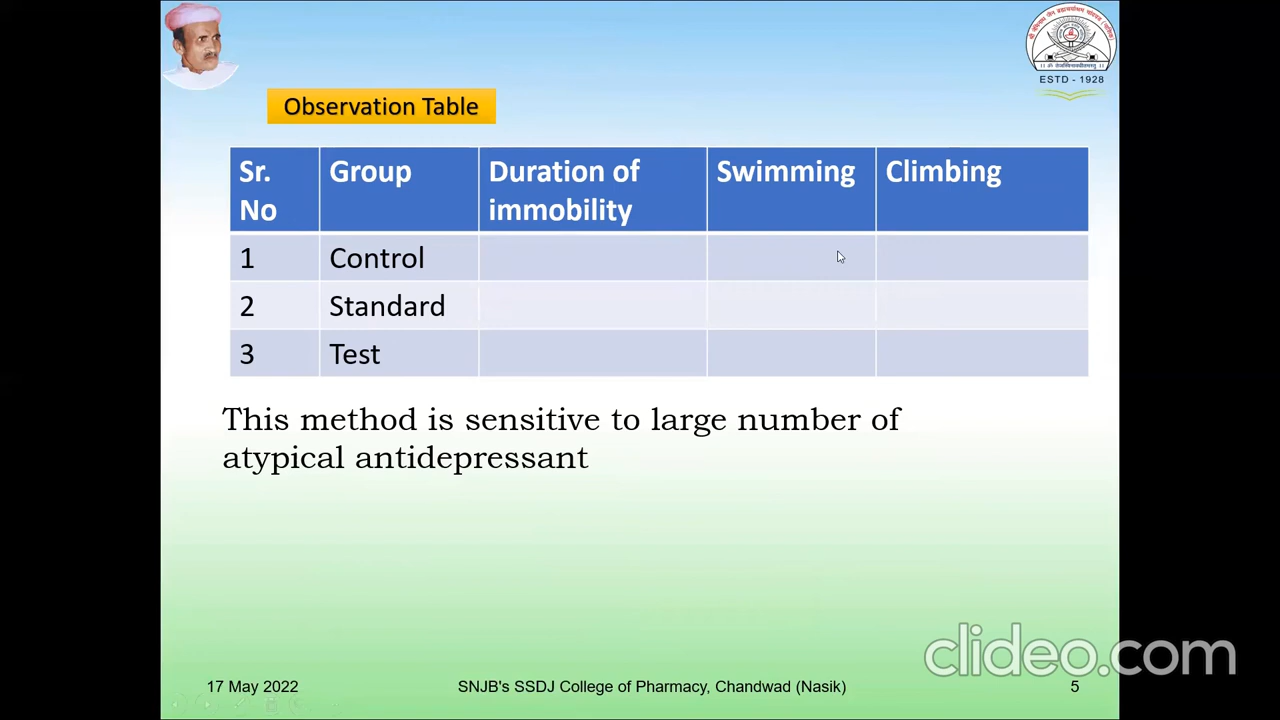 ESTD - 1928
Observation Table
Sr. No | Group | Duration of immobility | Swimming | Climbing
1 | Control
2 | Standard
3 | Test
This method is sensitive to large number of
atypical antidepressant
clideo.com
17 May 2022 SNJB's SSDJ College of Pharmacy, Chandwad (Nasik) 5